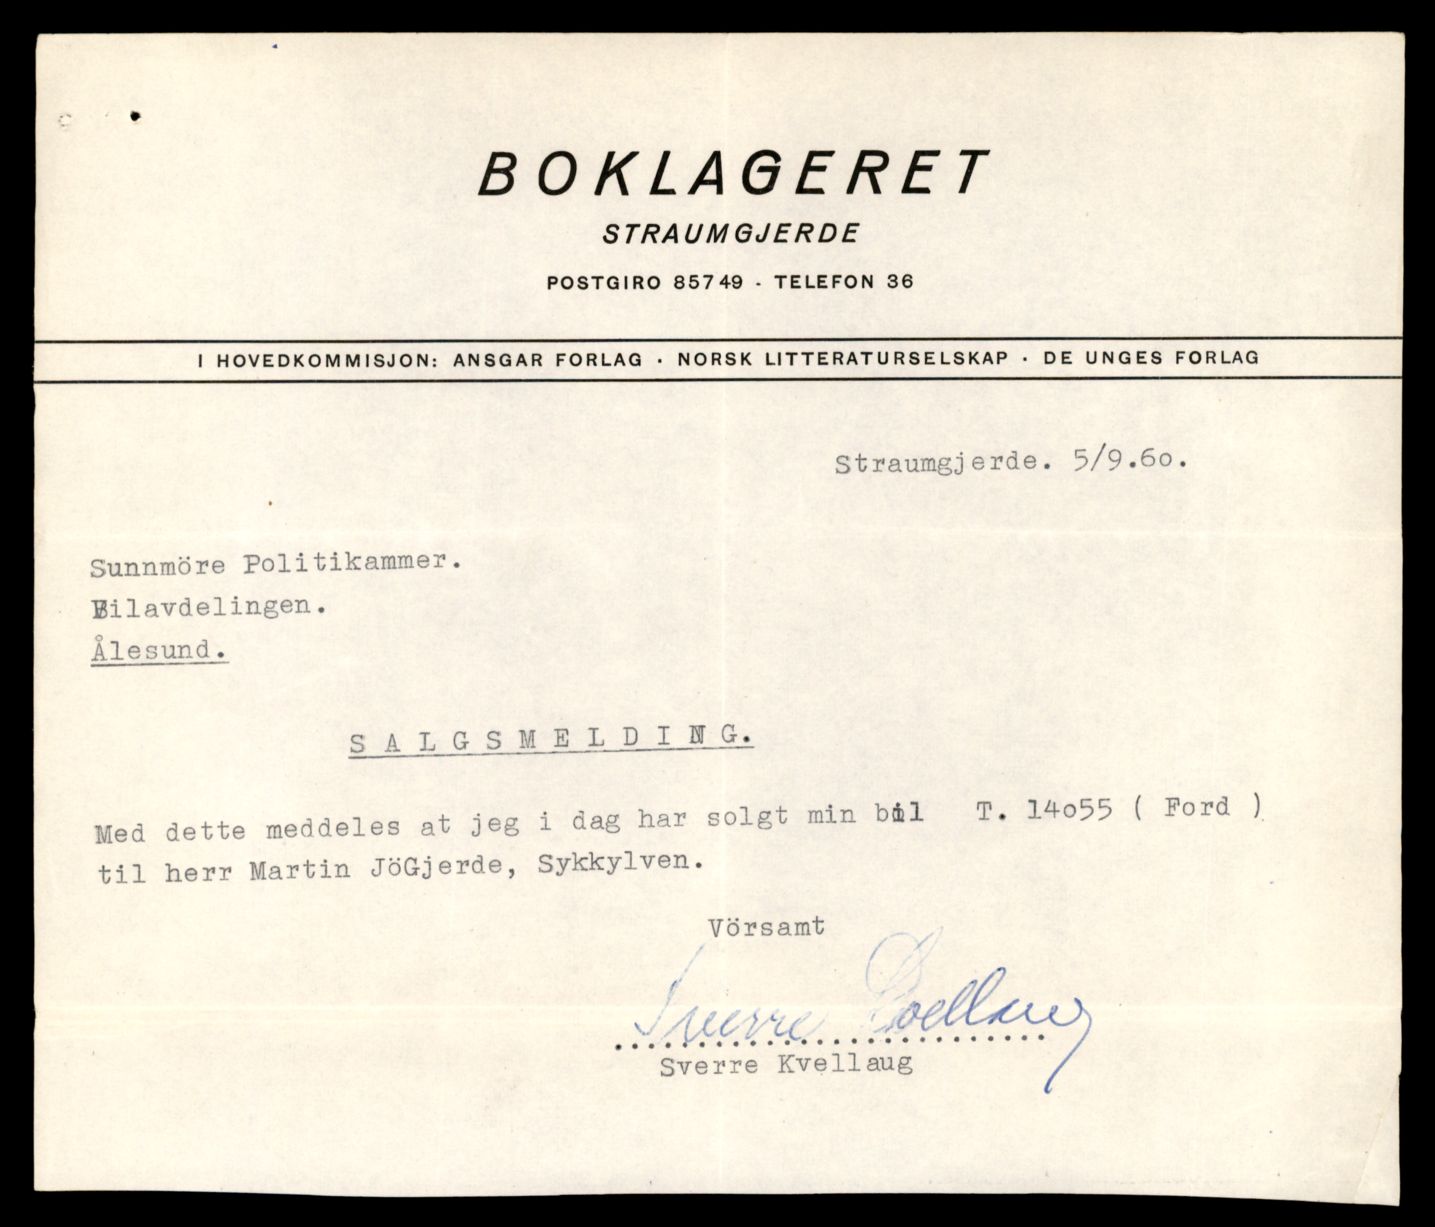 BOKLAGERET
STRAUMGJERDE
POSTGIRO 85749 - TELEFON 36
I HOVEDKOMMISJON: ANSGAR FORLAG · NORSK LITTERATURSELSKAP · DE UNGES FORLAG
Straumgjerde. 5/9.6o.
Sunnmöre Politikammer.
Bilavdelingen.
Ålesund.
SALGSMELDING.
Med dette meddeles at jeg i dag har solgt min bil T. 14o55 ( Ford )
til herr Martin JöGjerde, Sykkylven.
Vörsamt
Sverre Kvellaug
Sverre Kvellaug